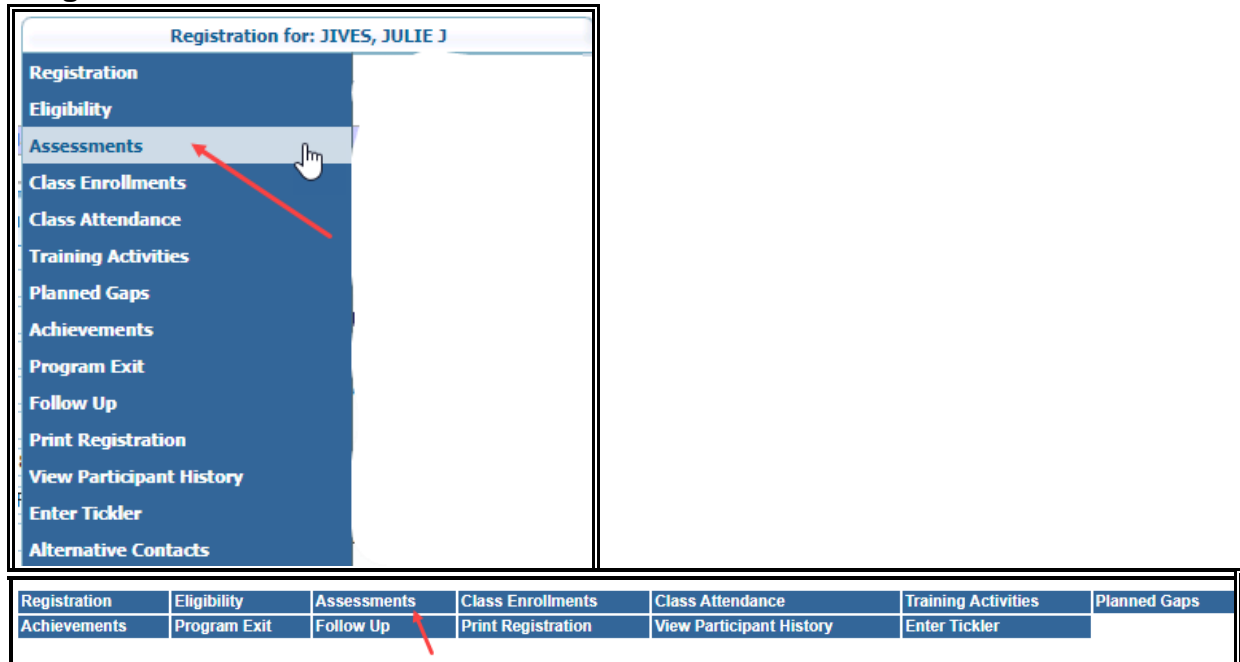 Registration for: JIVES, JULIE J
Registration
Eligibility
Assessments
Class Enrollments
Class Attendance
Training Activities
Planned Gaps
Achievements
Program Exit
Follow Up
Print Registration
View Participant History
Enter Tickler
Alternative Contacts
Registration Eligibility Assessments Class Enrollments Class Attendance Training Activities Planned Gaps
Achievements Program Exit Follow Up Print Registration View Participant History Enter Tickler